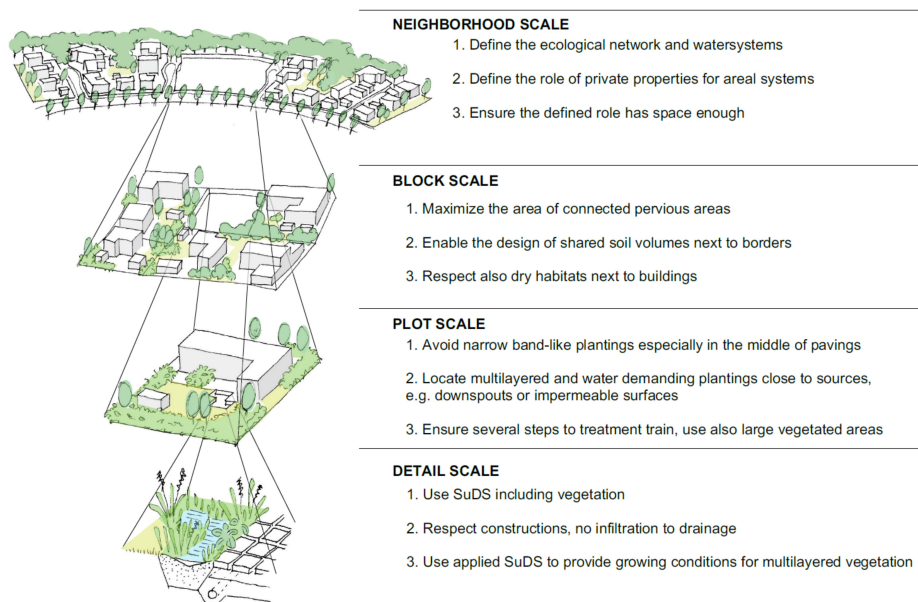 NEIGHBORHOOD SCALE
1. Define the ecological network and watersystems
2. Define the role of private properties for areal systems
3. Ensure the defined role has space enough
BLOCK SCALE
1. Maximize the area of connected pervious areas
2. Enable the design of shared soil volumes next to borders
3. Respect also dry habitats next to buildings
PLOT SCALE
1. Avoid narrow band-like plantings especially in the middle of pavings
2. Locate multilayered and water demanding plantings close to sources,
e.g. downspouts or impermeable surfaces
3. Ensure several steps to treatment train, use also large vegetated areas
DETAIL SCALE
1. Use SuDS including vegetation
2. Respect constructions, no infiltration to drainage
3. Use applied SuDS to provide growing conditions for multilayered vegetation